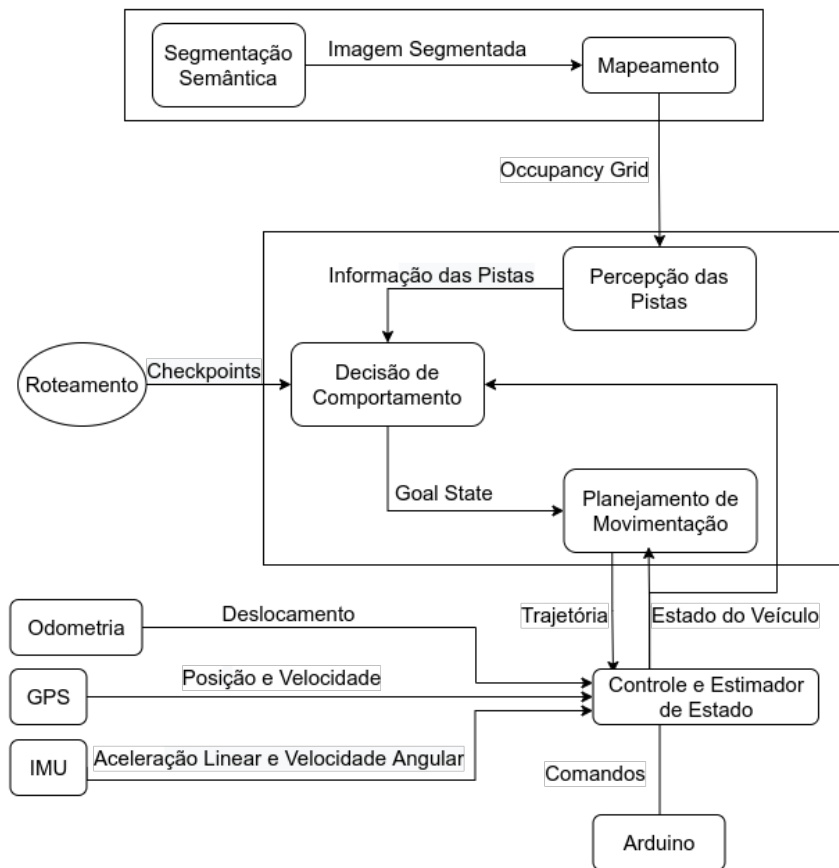 Segmentação
Semântica
Imagem Segmentada
Mapeamento
Occupancy Grid
Informação das Pistas
Percepção das
Pistas
Roteamento
Checkpoints
Decisão de
Comportamento
Goal State
Planejamento de
Movimentação
Trajetória
Estado do Veículo
Odometria
Deslocamento
GPS
Posição e Velocidade
Controle e Estimador
de Estado
IMU
Aceleração Linear e Velocidade Angular
Comandos
Arduino